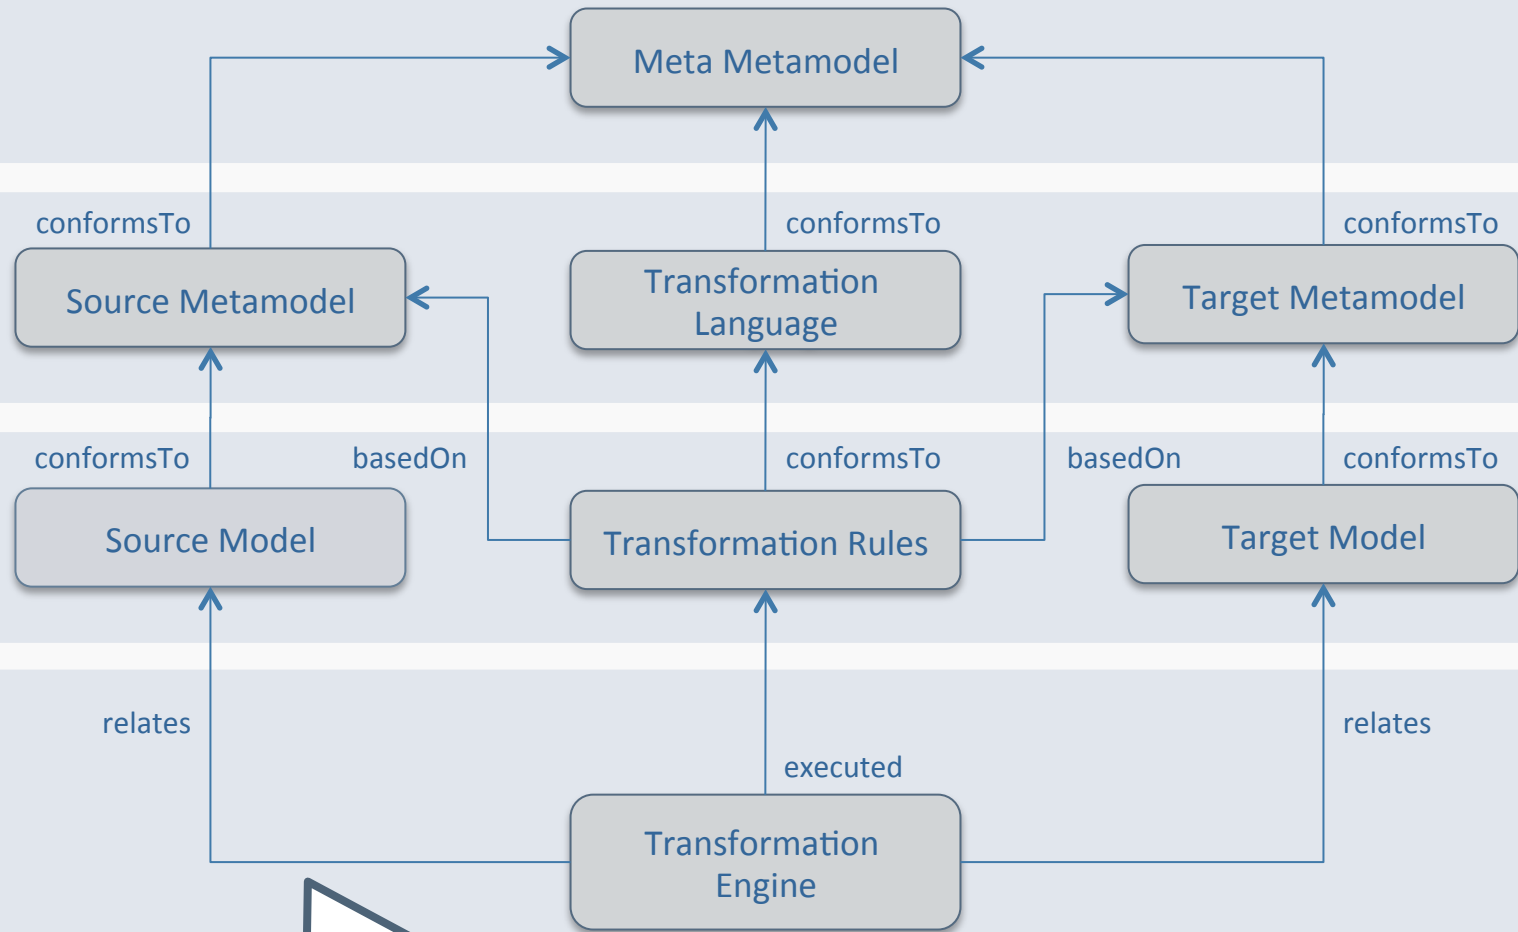 Meta Metamodel
conformsTo
conformsTo
conformsTo
Source Metamodel
Transformation
Language
Target Metamodel
conformsTo
basedOn
conformsTo
basedOn
conformsTo
Source Model
Transformation Rules
Target Model
relates
relates
executed
Transformation
Engine